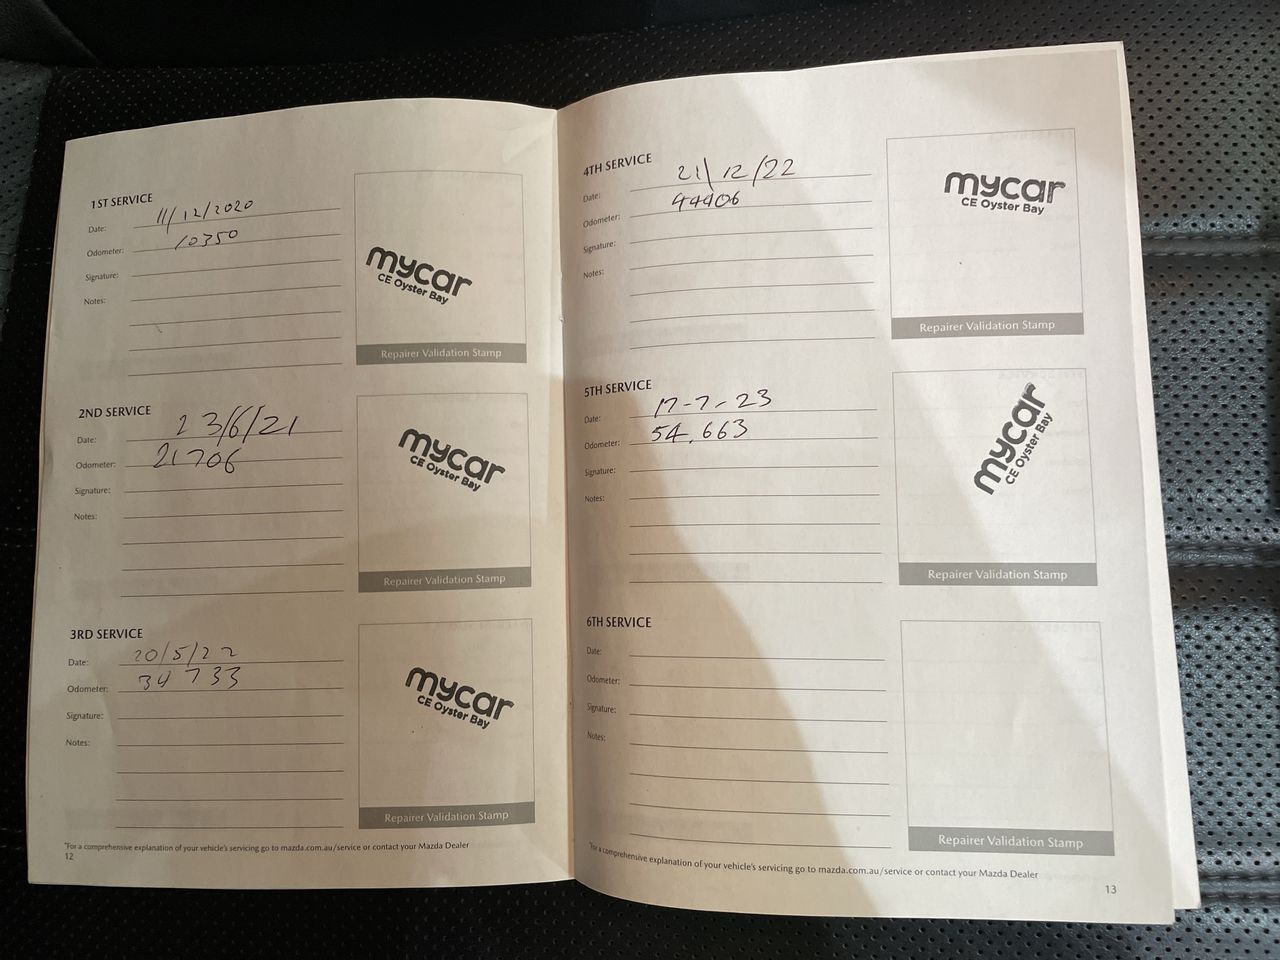 1ST SERVICE
Date: 11/12/2020
Odometer: 10350
Signature:
Notes:
mycar
CE Oyster Bay
Repairer Validation Stamp
2ND SERVICE
Date: 23/6/21
Odometer: 21706
Signature:
Notes:
mycar
CE Oyster Bay
Repairer Validation Stamp
3RD SERVICE
Date: 20/5/22
Odometer: 34733
Signature:
Notes:
mycar
CE Oyster Bay
Repairer Validation Stamp
*For a comprehensive explanation of your vehicle's servicing go to mazda.com.au/service or contact your Mazda Dealer
12
4TH SERVICE
Date: 21/12/22
Odometer: 44406
Signature:
Notes:
mycar
CE Oyster Bay
Repairer Validation Stamp
5TH SERVICE
Date: 17-7-23
Odometer: 54,663
Signature:
Notes:
mycar
CE Oyster Bay
Repairer Validation Stamp
6TH SERVICE
Date:
Odometer:
Signature:
Notes:
Repairer Validation Stamp
*For a comprehensive explanation of your vehicle's servicing go to mazda.com.au/service or contact your Mazda Dealer
13